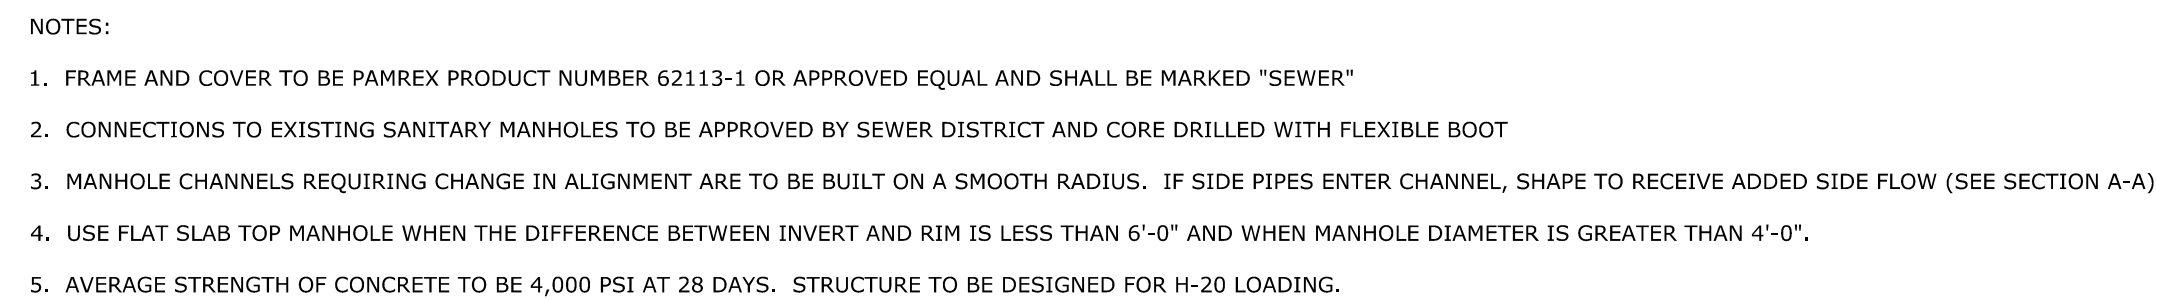 NOTES:
1. FRAME AND COVER TO BE PAMREX PRODUCT NUMBER 62113-1 OR APPROVED EQUAL AND SHALL BE MARKED "SEWER"
2. CONNECTIONS TO EXISTING SANITARY MANHOLES TO BE APPROVED BY SEWER DISTRICT AND CORE DRILLED WITH FLEXIBLE BOOT
3. MANHOLE CHANNELS REQUIRING CHANGE IN ALIGNMENT ARE TO BE BUILT ON A SMOOTH RADIUS. IF SIDE PIPES ENTER CHANNEL, SHAPE TO RECEIVE ADDED SIDE FLOW (SEE SECTION A-A)
4. USE FLAT SLAB TOP MANHOLE WHEN THE DIFFERENCE BETWEEN INVERT AND RIM IS LESS THAN 6'-0" AND WHEN MANHOLE DIAMETER IS GREATER THAN 4'-0".
5. AVERAGE STRENGTH OF CONCRETE TO BE 4,000 PSI AT 28 DAYS. STRUCTURE TO BE DESIGNED FOR H-20 LOADING.